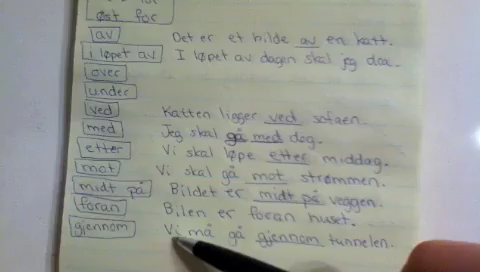 øst for
av Det er et bilde av en katt.
i løpet av I løpet av dagen skal jeg dra.
over
under
ved Katten ligger ved sofaen.
med Jeg skal gå med deg.
etter Vi skal løpe etter middag.
mot Vi skal gå mot strømmen.
midt på Bildet er midt på veggen.
foran Bilen er foran huset.
gjennom Vi må gå gjennom tunnelen.